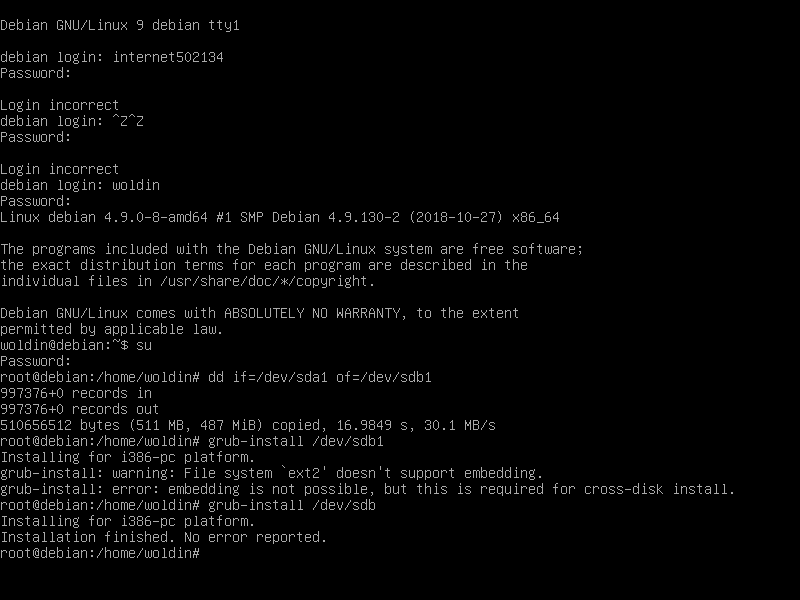 Debian GNU/Linux 9 debian tty1
debian login: internet502134
Password:
Login incorrect
debian login: ^Z^Z
Password:
Login incorrect
debian login: woldin
Password:
Linux debian 4.9.0-8-amd64 #1 SMP Debian 4.9.130-2 (2018-10-27) x86_64
The programs included with the Debian GNU/Linux system are free software;
the exact distribution terms for each program are described in the
individual files in /usr/share/doc/*/copyright.
Debian GNU/Linux comes with ABSOLUTELY NO WARRANTY, to the extent
permitted by applicable law.
woldin@debian:~$ su
Password:
root@debian:/home/woldin# dd if=/dev/sda1 of=/dev/sdb1
997376+0 records in
997376+0 records out
510656512 bytes (511 MB, 487 MiB) copied, 16.9849 s, 30.1 MB/s
root@debian:/home/woldin# grub-install /dev/sdb1
Installing for i386-pc platform.
grub-install: warning: File system `ext2' doesn't support embedding.
grub-install: error: embedding is not possible, but this is required for cross-disk install.
root@debian:/home/woldin# grub-install /dev/sdb
Installing for i386-pc platform.
Installation finished. No error reported.
root@debian:/home/woldin#